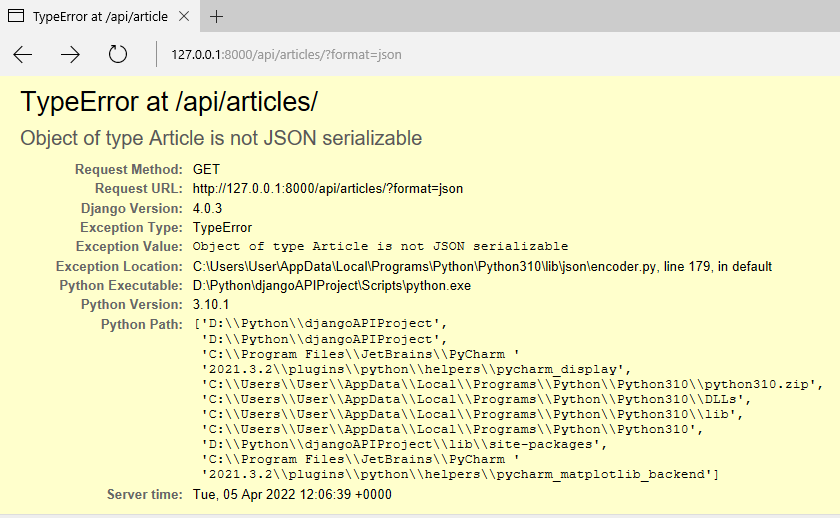 TypeError at /api/article
127.0.0.1:8000/api/articles/?format=json
TypeError at /api/articles/
Object of type Article is not JSON serializable
Request Method: GET
Request URL: http://127.0.0.1:8000/api/articles/?format=json
Django Version: 4.0.3
Exception Type: TypeError
Exception Value: Object of type Article is not JSON serializable
Exception Location: C:\Users\User\AppData\Local\Programs\Python\Python310\lib\json\encoder.py, line 179, in default
Python Executable: D:\Python\djangoAPIProject\Scripts\python.exe
Python Version: 3.10.1
Python Path: ['D:\\Python\\djangoAPIProject',
'D:\\Python\\djangoAPIProject',
'C:\\Program Files\\JetBrains\\PyCharm '
'2021.3.2\\plugins\\python\\helpers\\pycharm_display',
'C:\\Users\\User\\AppData\\Local\\Programs\\Python\\Python310\\python310.zip',
'C:\\Users\\User\\AppData\\Local\\Programs\\Python\\Python310\\DLLs',
'C:\\Users\\User\\AppData\\Local\\Programs\\Python\\Python310\\lib',
'C:\\Users\\User\\AppData\\Local\\Programs\\Python\\Python310',
'D:\\Python\\djangoAPIProject\\lib\\site-packages',
'C:\\Program Files\\JetBrains\\PyCharm '
'2021.3.2\\plugins\\python\\helpers\\pycharm_matplotlib_backend']
Server time: Tue, 05 Apr 2022 12:06:39 +0000